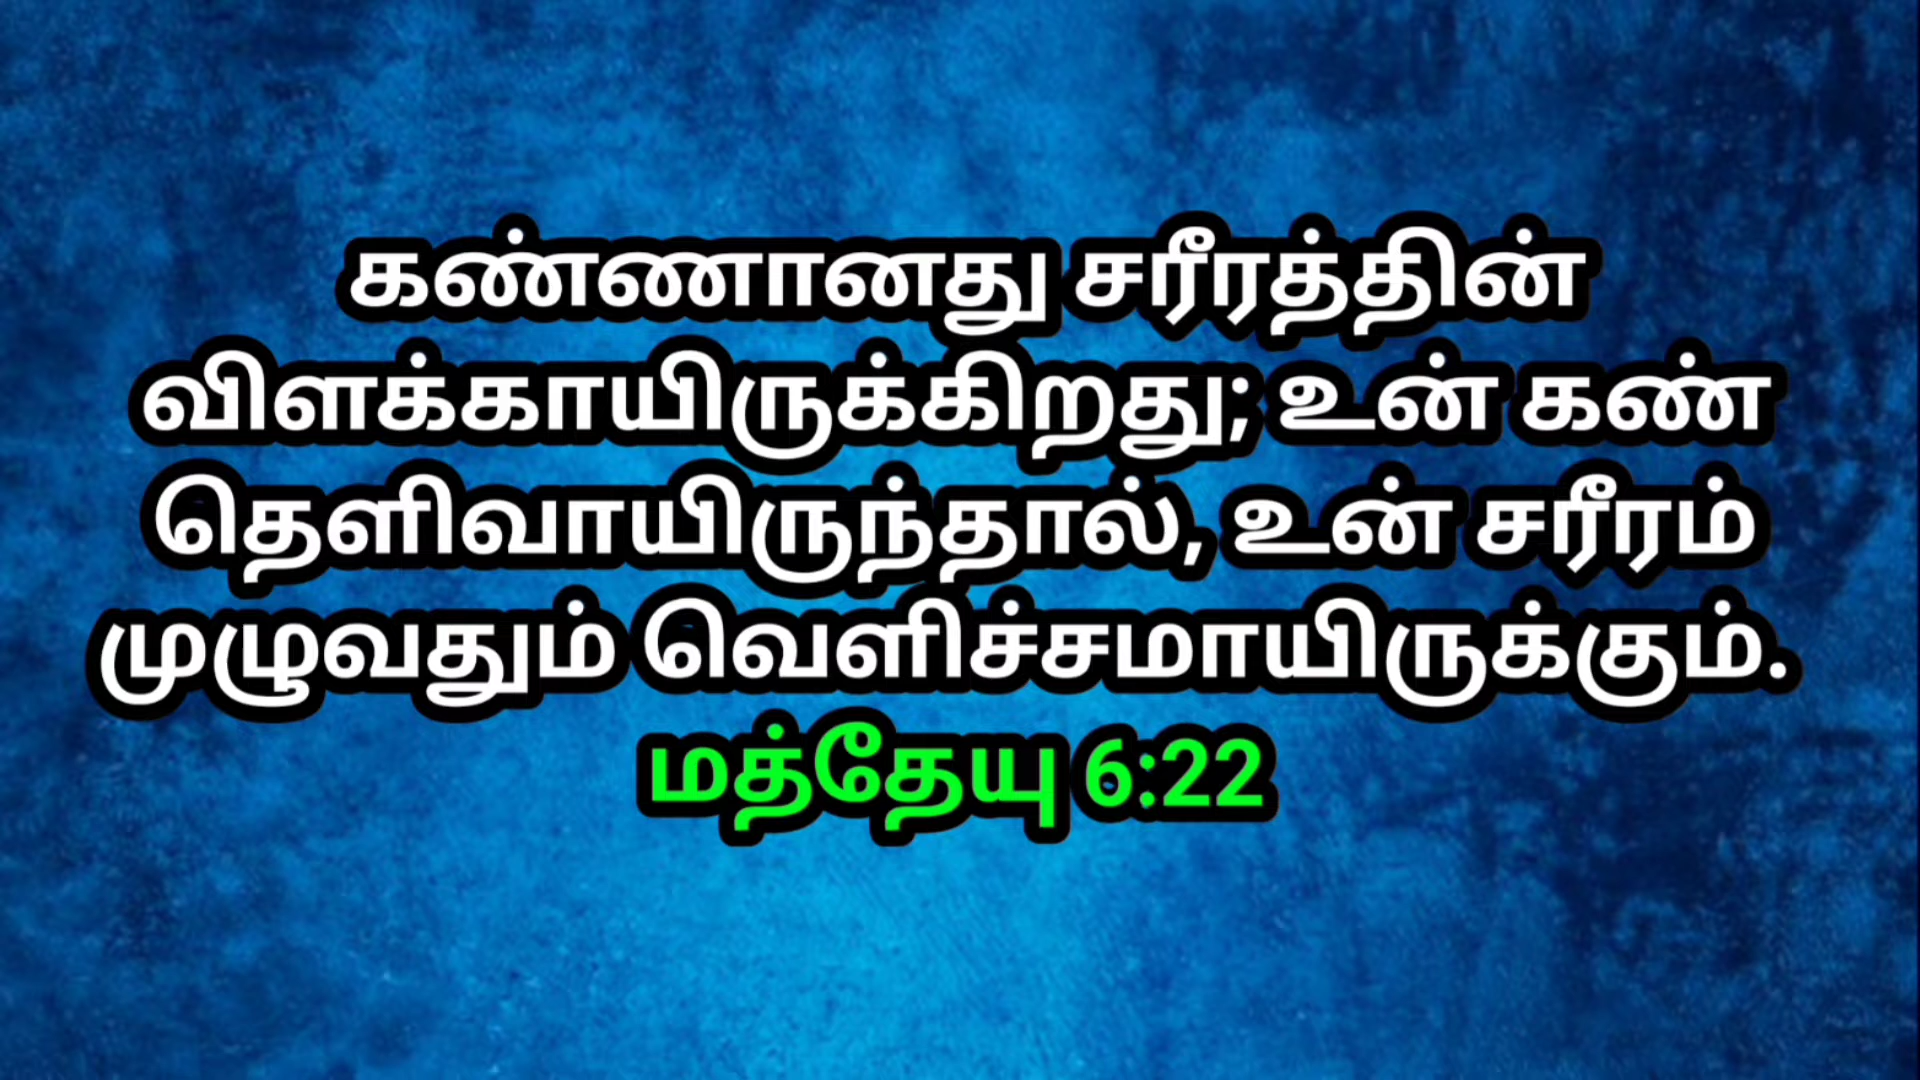 கண்ணானது சரீரத்தின்
விளக்காயிருக்கிறது; உன் கண்
தெளிவாயிருந்தால், உன் சரீரம்
முழுவதும் வெளிச்சமாயிருக்கும்.
மத்தேயு 6:22